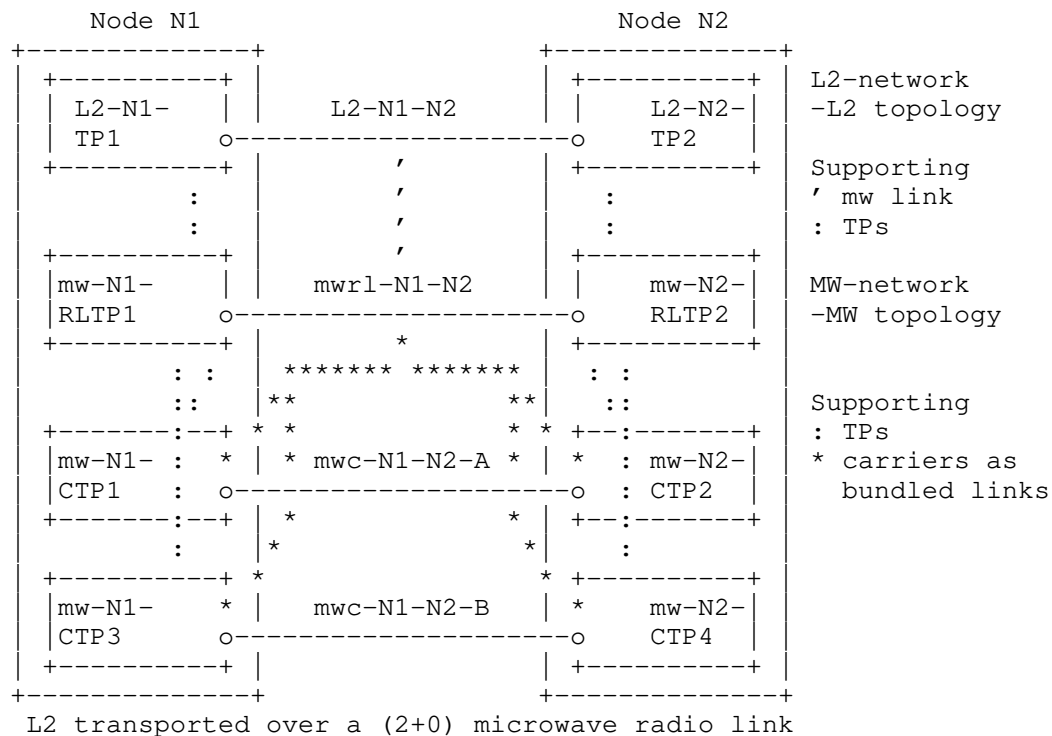 Node N1 Node N2
L2-network
L2-N1- L2-N1-N2 L2-N2- -L2 topology
TP1 TP2
Supporting
' mw link
: TPs
mw-N1- mwrl-N1-N2 mw-N2- MW-network
RLTP1 RLTP2 -MW topology
Supporting
: TPs
mw-N1- mwc-N1-N2-A mw-N2- * carriers as
CTP1 CTP2 bundled links
mw-N1- mwc-N1-N2-B mw-N2-
CTP3 CTP4
L2 transported over a (2+0) microwave radio link